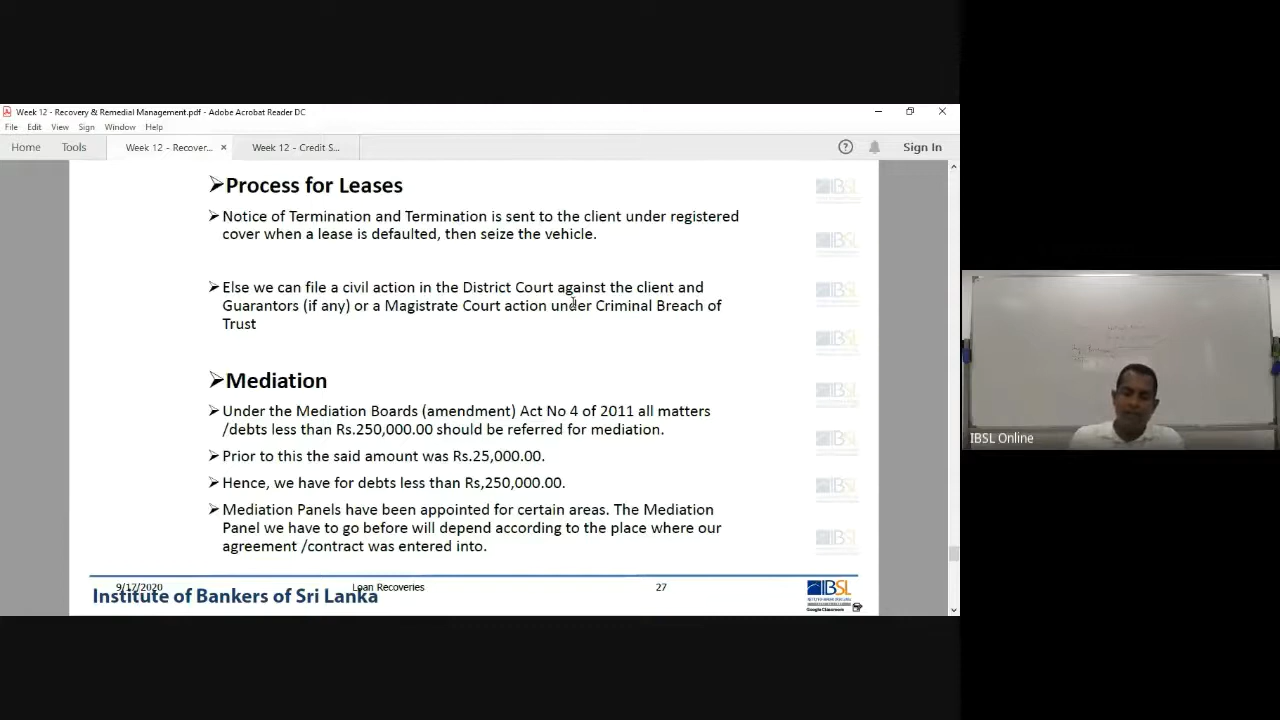 Week 12 - Recovery & Remedial Management.pdf - Adobe Acrobat Reader DC
File Edit View Sign Window Help
Home Tools Week 12 - Recover... × Week 12 - Credit S... Sign In
➢Process for Leases
➢ Notice of Termination and Termination is sent to the client under registered
cover when a lease is defaulted, then seize the vehicle.
➢ Else we can file a civil action in the District Court against the client and
Guarantors (if any) or a Magistrate Court action under Criminal Breach of
Trust
➢Mediation
➢ Under the Mediation Boards (amendment) Act No 4 of 2011 all matters
/debts less than Rs.250,000.00 should be referred for mediation.
➢ Prior to this the said amount was Rs.25,000.00.
➢ Hence, we have for debts less than Rs,250,000.00.
➢ Mediation Panels have been appointed for certain areas. The Mediation
Panel we have to go before will depend according to the place where our
agreement /contract was entered into.
9/17/2020 Loan Recoveries 27
Institute of Bankers of Sri Lanka
IBSL
Google Classroom
IBSL Online